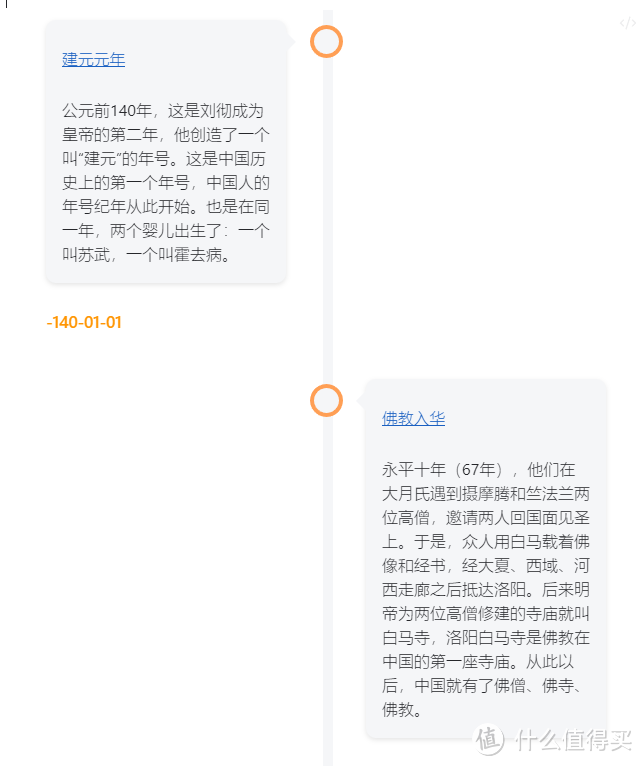 建元元年
公元前140年，这是刘彻成为
皇帝的第二年，他创造了一个
叫“建元”的年号。这是中国历
史上的第一个年号，中国人的
年号纪年从此开始。也是在同
一年，两个婴儿出生了：一个
叫苏武，一个叫霍去病。
-140-01-01
佛教入华
永平十年（67年），他们在
大月氏遇到摄摩腾和竺法兰两
位高僧，邀请两人回国面见圣
上。于是，众人用白马载着佛
像和经书，经大夏、西域、河
西走廊之后抵达洛阳。后来明
帝为两位高僧修建的寺庙就叫
白马寺，洛阳白马寺是佛教在
中国的第一座寺庙。从此以
后，中国就有了佛僧、佛寺、
佛教。
值 什么值得买